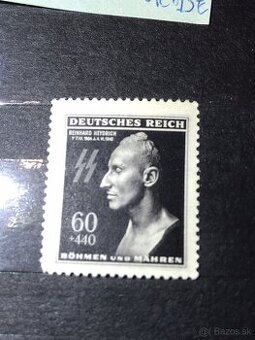 DEUTSCHES REICH
REINHARD HEYDRICH
60
+440
BÖHMEN UND MÄHREN
Bazos.sk